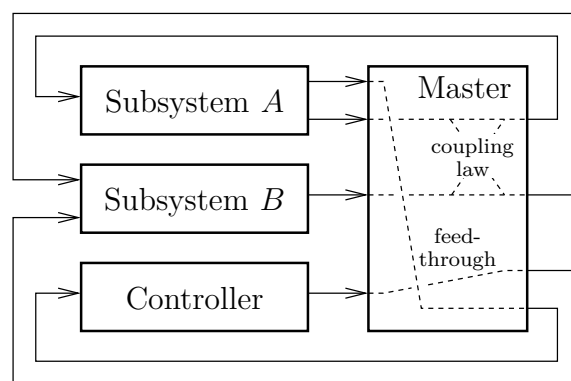 Subsystem A
Master
coupling
law
Subsystem B
feed-
through
Controller